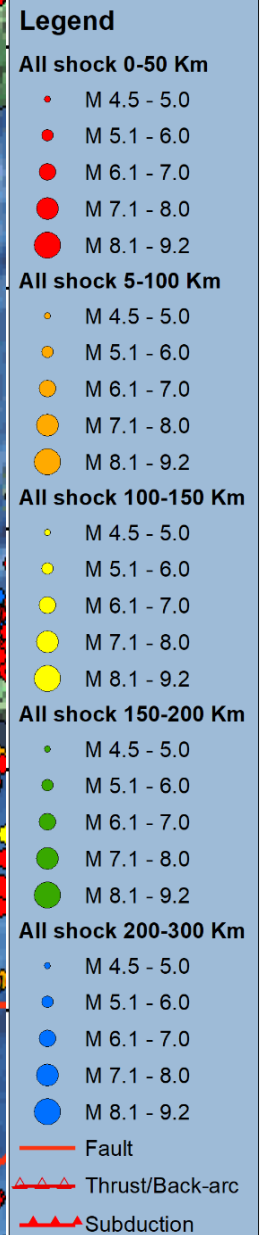 Legend
All shock 0-50 Km
M 4.5 - 5.0
M 5.1 - 6.0
M 6.1 - 7.0
M 7.1 - 8.0
M 8.1 - 9.2
All shock 5-100 Km
M 4.5 - 5.0
M 5.1 - 6.0
M 6.1 - 7.0
M 7.1 - 8.0
M 8.1 - 9.2
All shock 100-150 Km
M 4.5 - 5.0
M 5.1 - 6.0
M 6.1 - 7.0
M 7.1 - 8.0
M 8.1 - 9.2
All shock 150-200 Km
M 4.5 - 5.0
M 5.1 - 6.0
M 6.1 - 7.0
M 7.1 - 8.0
M 8.1 - 9.2
All shock 200-300 Km
M 4.5 - 5.0
M 5.1 - 6.0
M 6.1 - 7.0
M 7.1 - 8.0
M 8.1 - 9.2
Fault
Thrust/Back-arc
Subduction